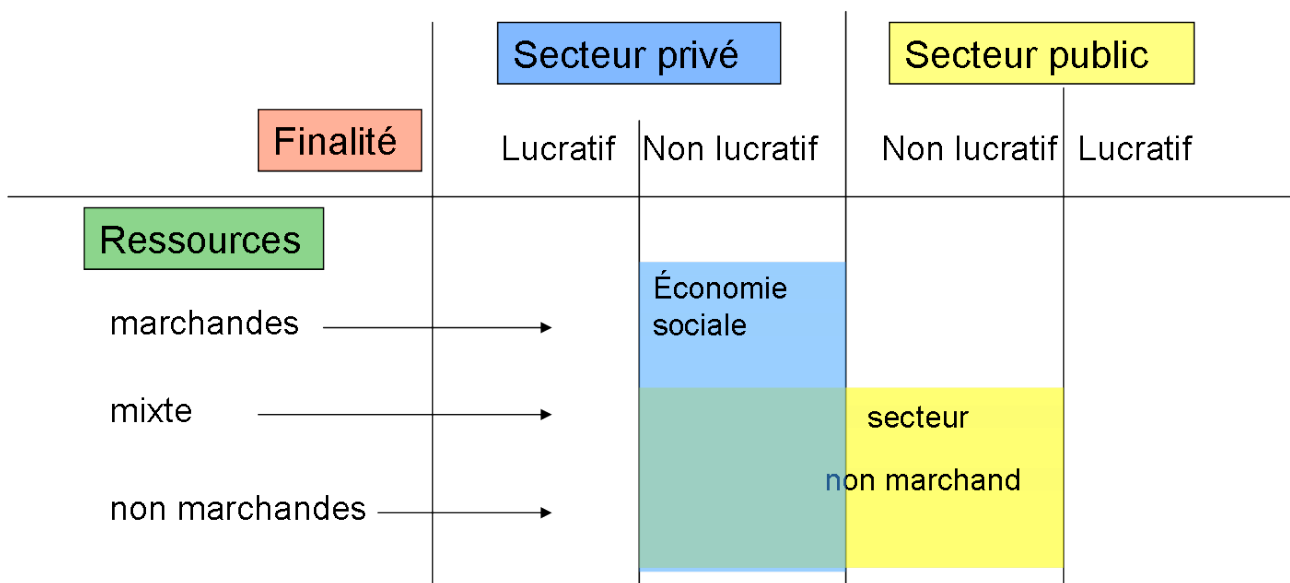 Secteur privé
Secteur public
Finalité
Lucratif
Non lucratif
Non lucratif
Lucratif
Ressources
marchandes
Économie
sociale
mixte
secteur
non marchand
non marchandes